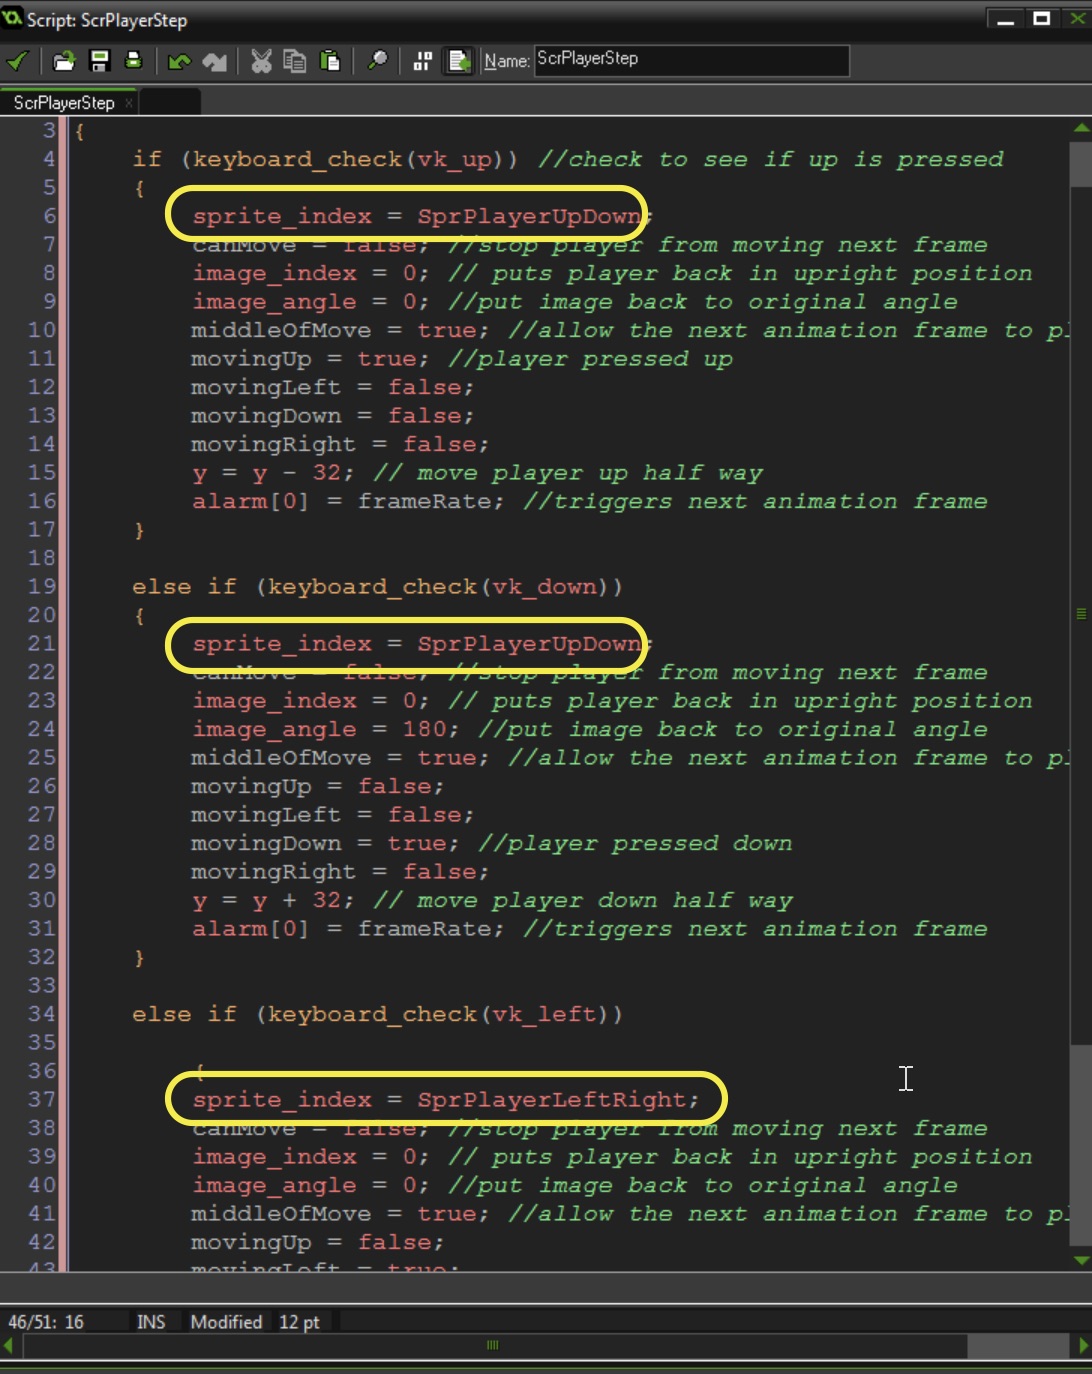 Script: ScrPlayerStep
Name: ScrPlayerStep
ScrPlayerStep ×
3 {
4 if (keyboard_check(vk_up)) //check to see if up is pressed
5 {
6 sprite_index = SprPlayerUpDown;
7 canMove = false; //stop player from moving next frame
8 image_index = 0; // puts player back in upright position
9 image_angle = 0; //put image back to original angle
10 middleOfMove = true; //allow the next animation frame to pl
11 movingUp = true; //player pressed up
12 movingLeft = false;
13 movingDown = false;
14 movingRight = false;
15 y = y - 32; // move player up half way
16 alarm[0] = frameRate; //triggers next animation frame
17 }
18
19 else if (keyboard_check(vk_down))
20 {
21 sprite_index = SprPlayerUpDown;
22 canMove = false; //stop player from moving next frame
23 image_index = 0; // puts player back in upright position
24 image_angle = 180; //put image back to original angle
25 middleOfMove = true; //allow the next animation frame to pl
26 movingUp = false;
27 movingLeft = false;
28 movingDown = true; //player pressed down
29 movingRight = false;
30 y = y + 32; // move player down half way
31 alarm[0] = frameRate; //triggers next animation frame
32 }
33
34 else if (keyboard_check(vk_left))
35
36 {
37 sprite_index = SprPlayerLeftRight;
38 canMove = false; //stop player from moving next frame
39 image_index = 0; // puts player back in upright position
40 image_angle = 0; //put image back to original angle
41 middleOfMove = true; //allow the next animation frame to pl
42 movingUp = false;
43 movingLeft = true;
46/51: 16 INS Modified 12 pt